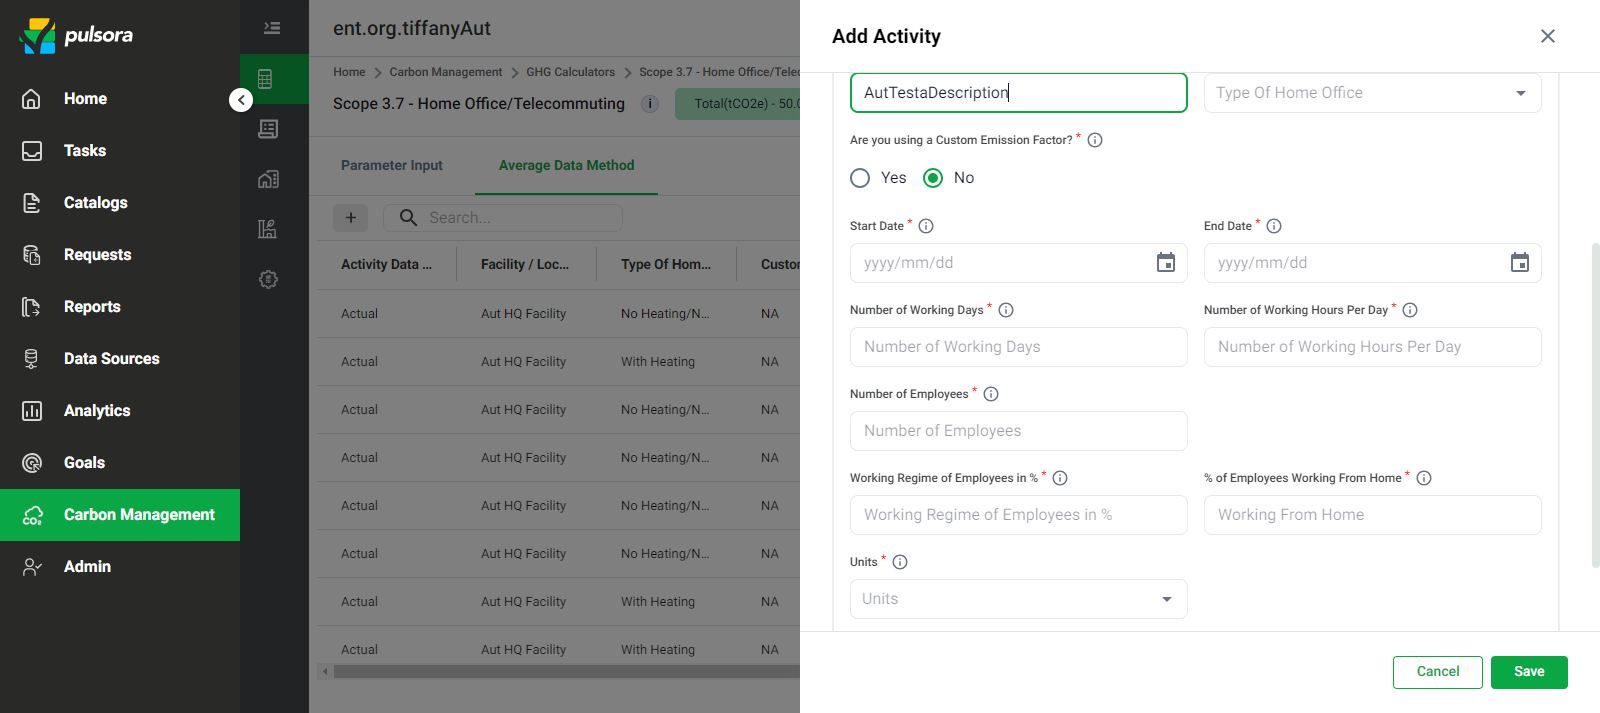 pulsora
Home
Tasks
Catalogs
Requests
Reports
Data Sources
Analytics
Goals
Carbon Management
Admin
ent.org.tiffanyAut
Home > Carbon Management > GHG Calculators > Scope 3.7 - Home Office/Telec
Scope 3.7 - Home Office/Telecommuting i Total(tCO2e) - 50.0
Parameter Input Average Data Method
+ Search...
Activity Data ... Facility / Loc... Type Of Hom... Custor
Actual Aut HQ Facility No Heating/N... NA
Actual Aut HQ Facility With Heating NA
Actual Aut HQ Facility No Heating/N... NA
Actual Aut HQ Facility No Heating/N... NA
Actual Aut HQ Facility No Heating/N... NA
Actual Aut HQ Facility No Heating/N... NA
Actual Aut HQ Facility With Heating NA
Actual Aut HQ Facility With Heating NA
Add Activity
AutTestaDescription Type Of Home Office
Are you using a Custom Emission Factor? *
Yes No
Start Date * End Date *
yyyy/mm/dd yyyy/mm/dd
Number of Working Days * Number of Working Hours Per Day *
Number of Working Days Number of Working Hours Per Day
Number of Employees *
Number of Employees
Working Regime of Employees in % * % of Employees Working From Home *
Working Regime of Employees in % Working From Home
Units *
Units
Cancel Save